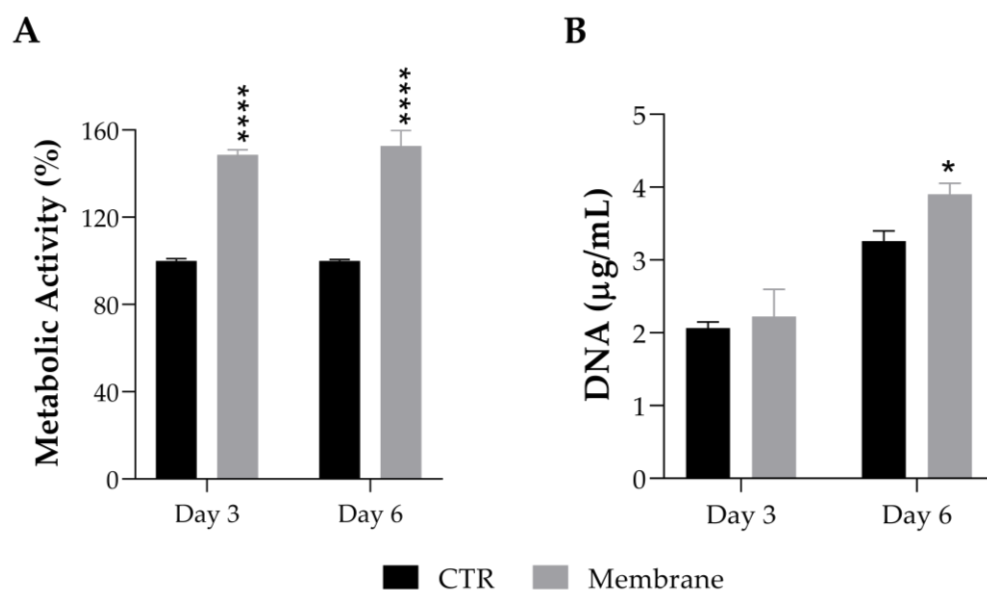 A
Metabolic Activity (%)
160
120
80
40
0
****
****
Day 3
Day 6
B
DNA (µg/mL)
5
4
3
2
1
0
*
Day 3
Day 6
CTR
Membrane